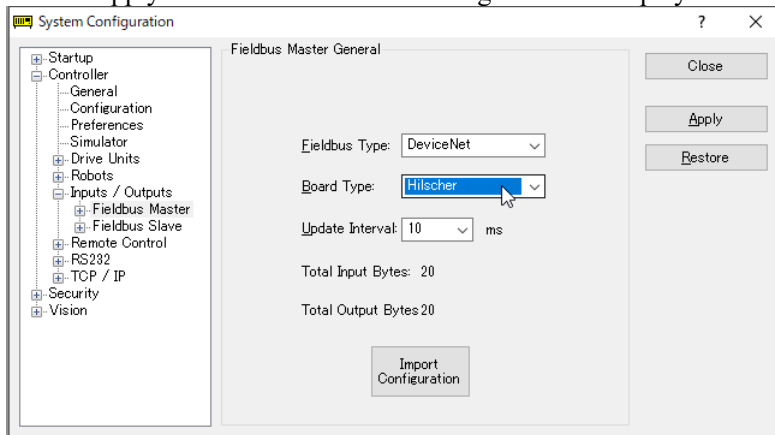 System Configuration
? ×
Startup
Controller
General
Configuration
Preferences
Simulator
Drive Units
Robots
Inputs / Outputs
Fieldbus Master
Fieldbus Slave
Remote Control
RS232
TCP / IP
Security
Vision
Fieldbus Master General
Fieldbus Type: DeviceNet
Board Type: Hilscher
Update Interval: 10 ms
Total Input Bytes: 20
Total Output Bytes 20
Import
Configuration
Close
Apply
Restore